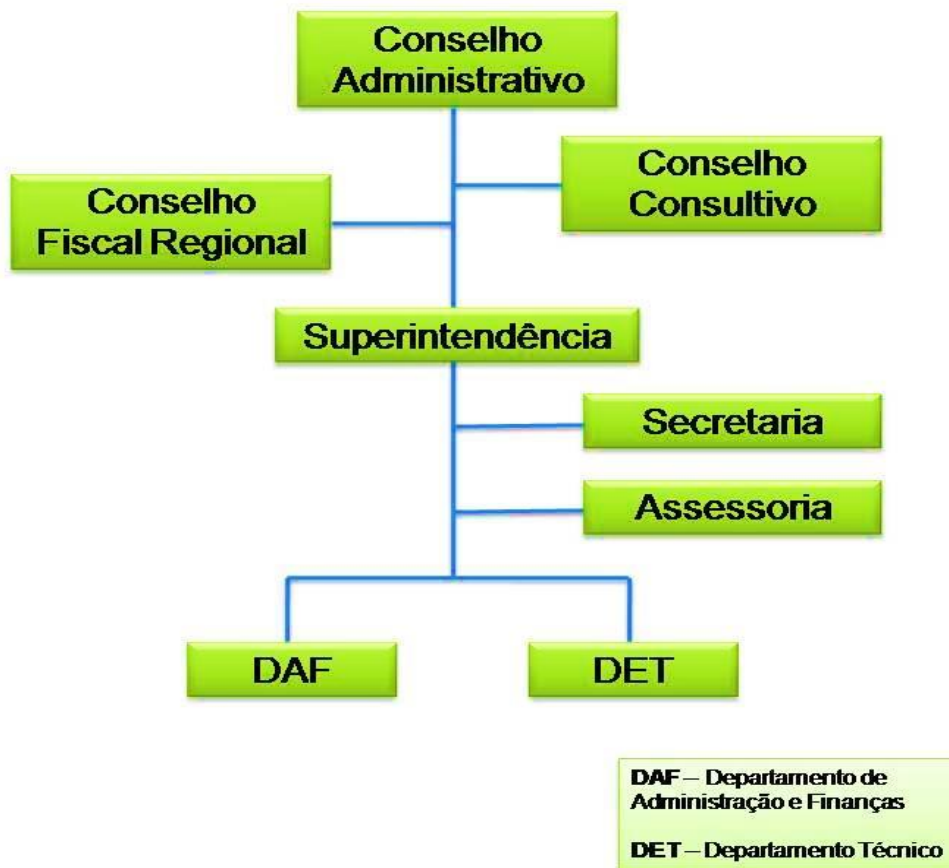 Conselho
Administrativo
Conselho
Consultivo
Conselho
Fiscal Regional
Superintendência
Secretaria
Assessoria
DAF
DET
DAF – Departamento de
Administração e Finanças
DET – Departamento Técnico